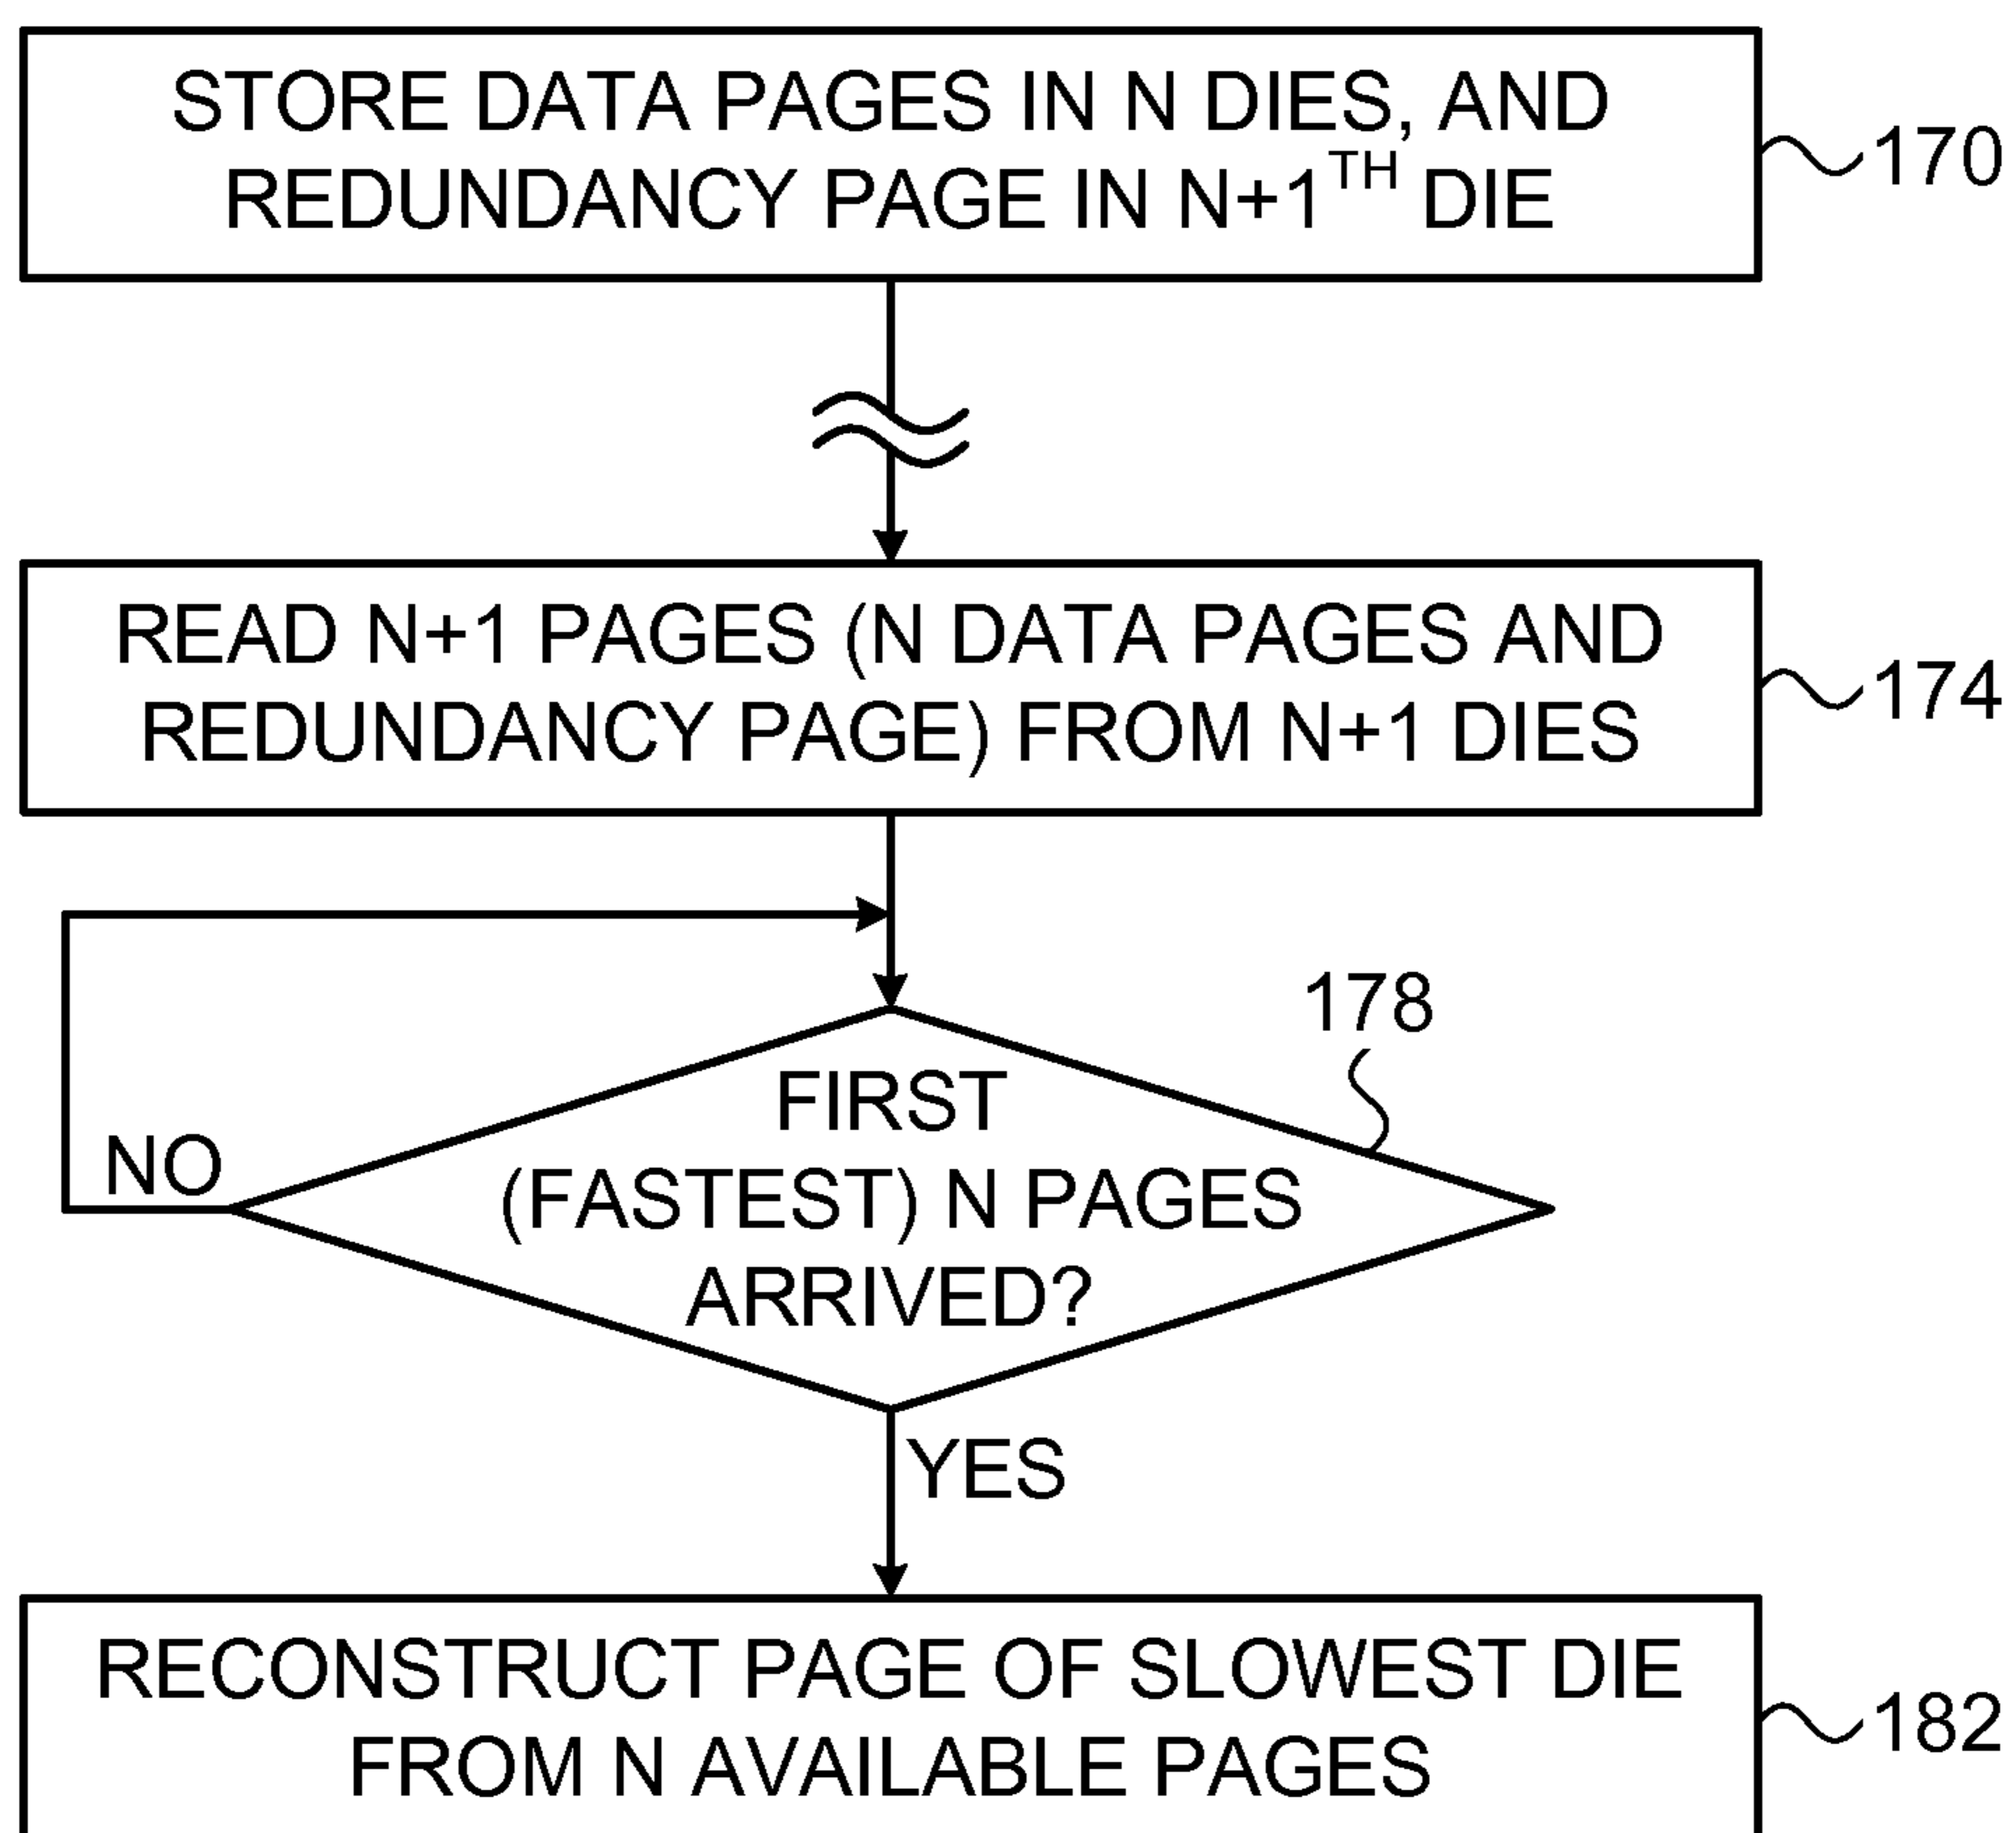 STORE DATA PAGES IN N DIES, AND
REDUNDANCY PAGE IN N+1TH DIE
170
READ N+1 PAGES (N DATA PAGES AND
REDUNDANCY PAGE) FROM N+1 DIES
174
178
FIRST
(FASTEST) N PAGES
ARRIVED?
NO
YES
RECONSTRUCT PAGE OF SLOWEST DIE
FROM N AVAILABLE PAGES
182